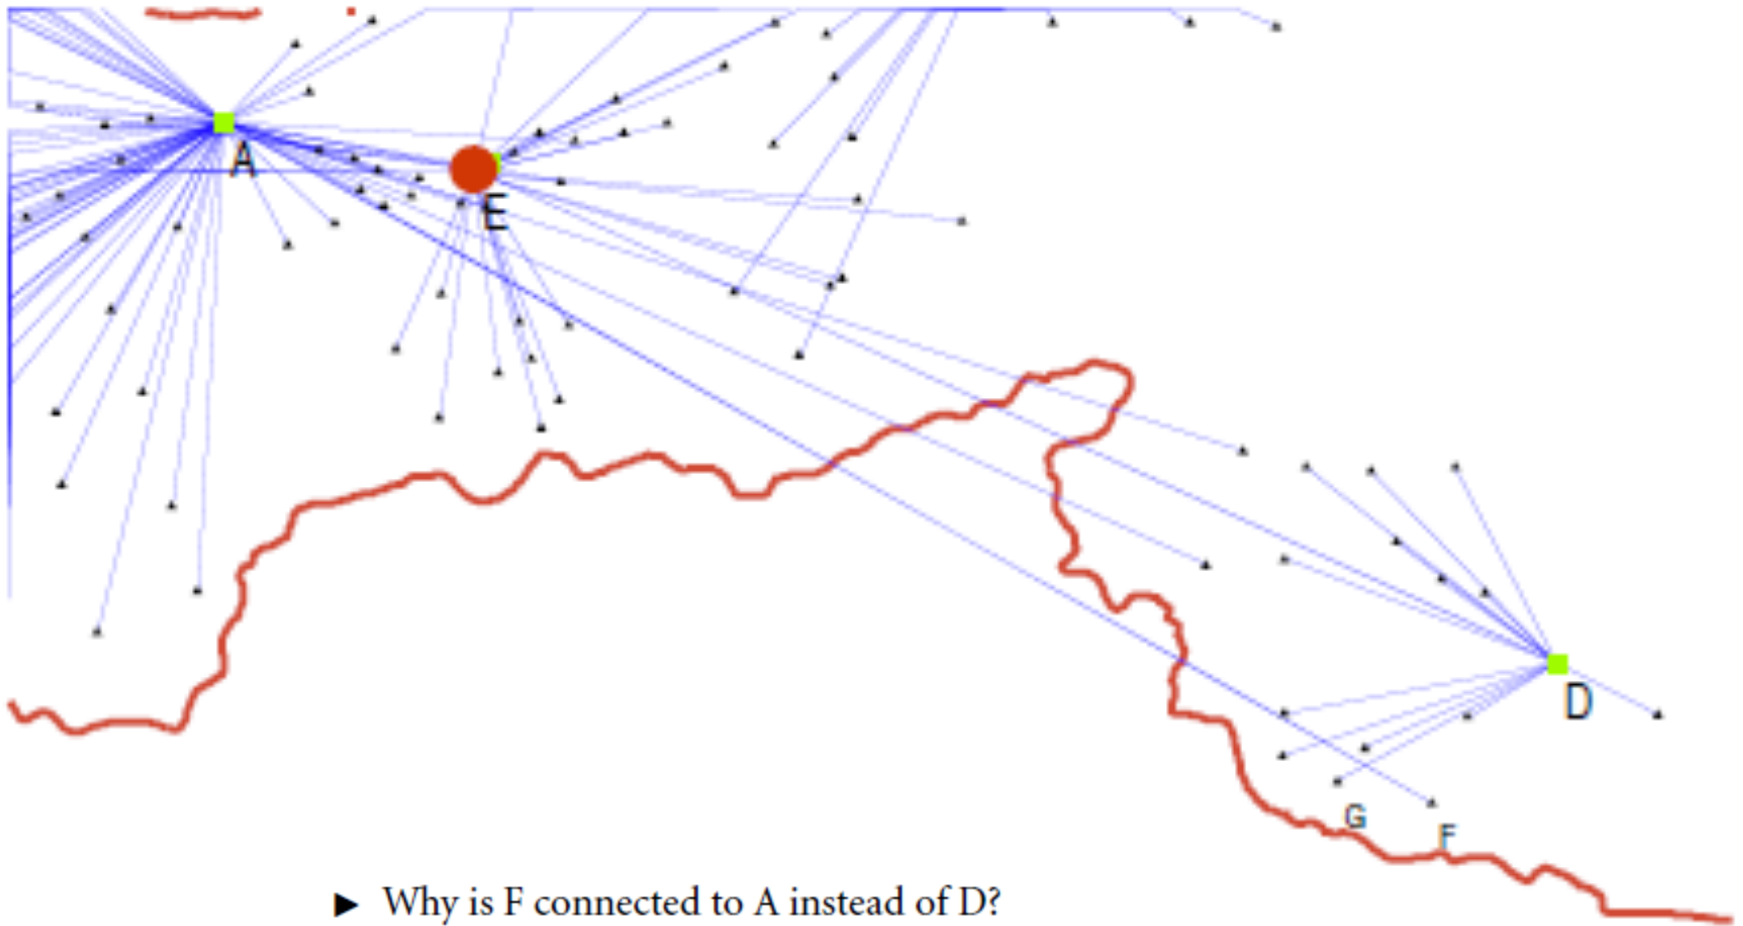 A
E
D
G
F
► Why is F connected to A instead of D?